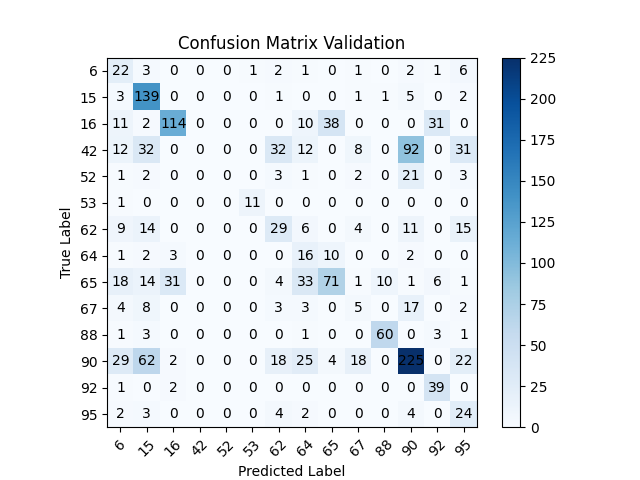 Confusion Matrix Validation
6 22 3 0 0 0 1 2 1 0 1 0 2 1 6
15 3 139 0 0 0 0 1 0 0 1 1 5 0 2
16 11 2 114 0 0 0 0 10 38 0 0 0 31 0
42 12 32 0 0 0 0 32 12 0 8 0 92 0 31
52 1 2 0 0 0 0 3 1 0 2 0 21 0 3
53 1 0 0 0 0 11 0 0 0 0 0 0 0 0
62 9 14 0 0 0 0 29 6 0 4 0 11 0 15
64 1 2 3 0 0 0 0 16 10 0 0 2 0 0
65 18 14 31 0 0 0 4 33 71 1 10 1 6 1
67 4 8 0 0 0 0 3 3 0 5 0 17 0 2
88 1 3 0 0 0 0 0 1 0 0 60 0 3 1
90 29 62 2 0 0 0 18 25 4 18 0 225 0 22
92 1 0 2 0 0 0 0 0 0 0 0 0 39 0
95 2 3 0 0 0 0 4 2 0 0 0 4 0 24
6 15 16 42 52 53 62 64 65 67 88 90 92 95
True Label
Predicted Label
225
200
175
150
125
100
75
50
25
0